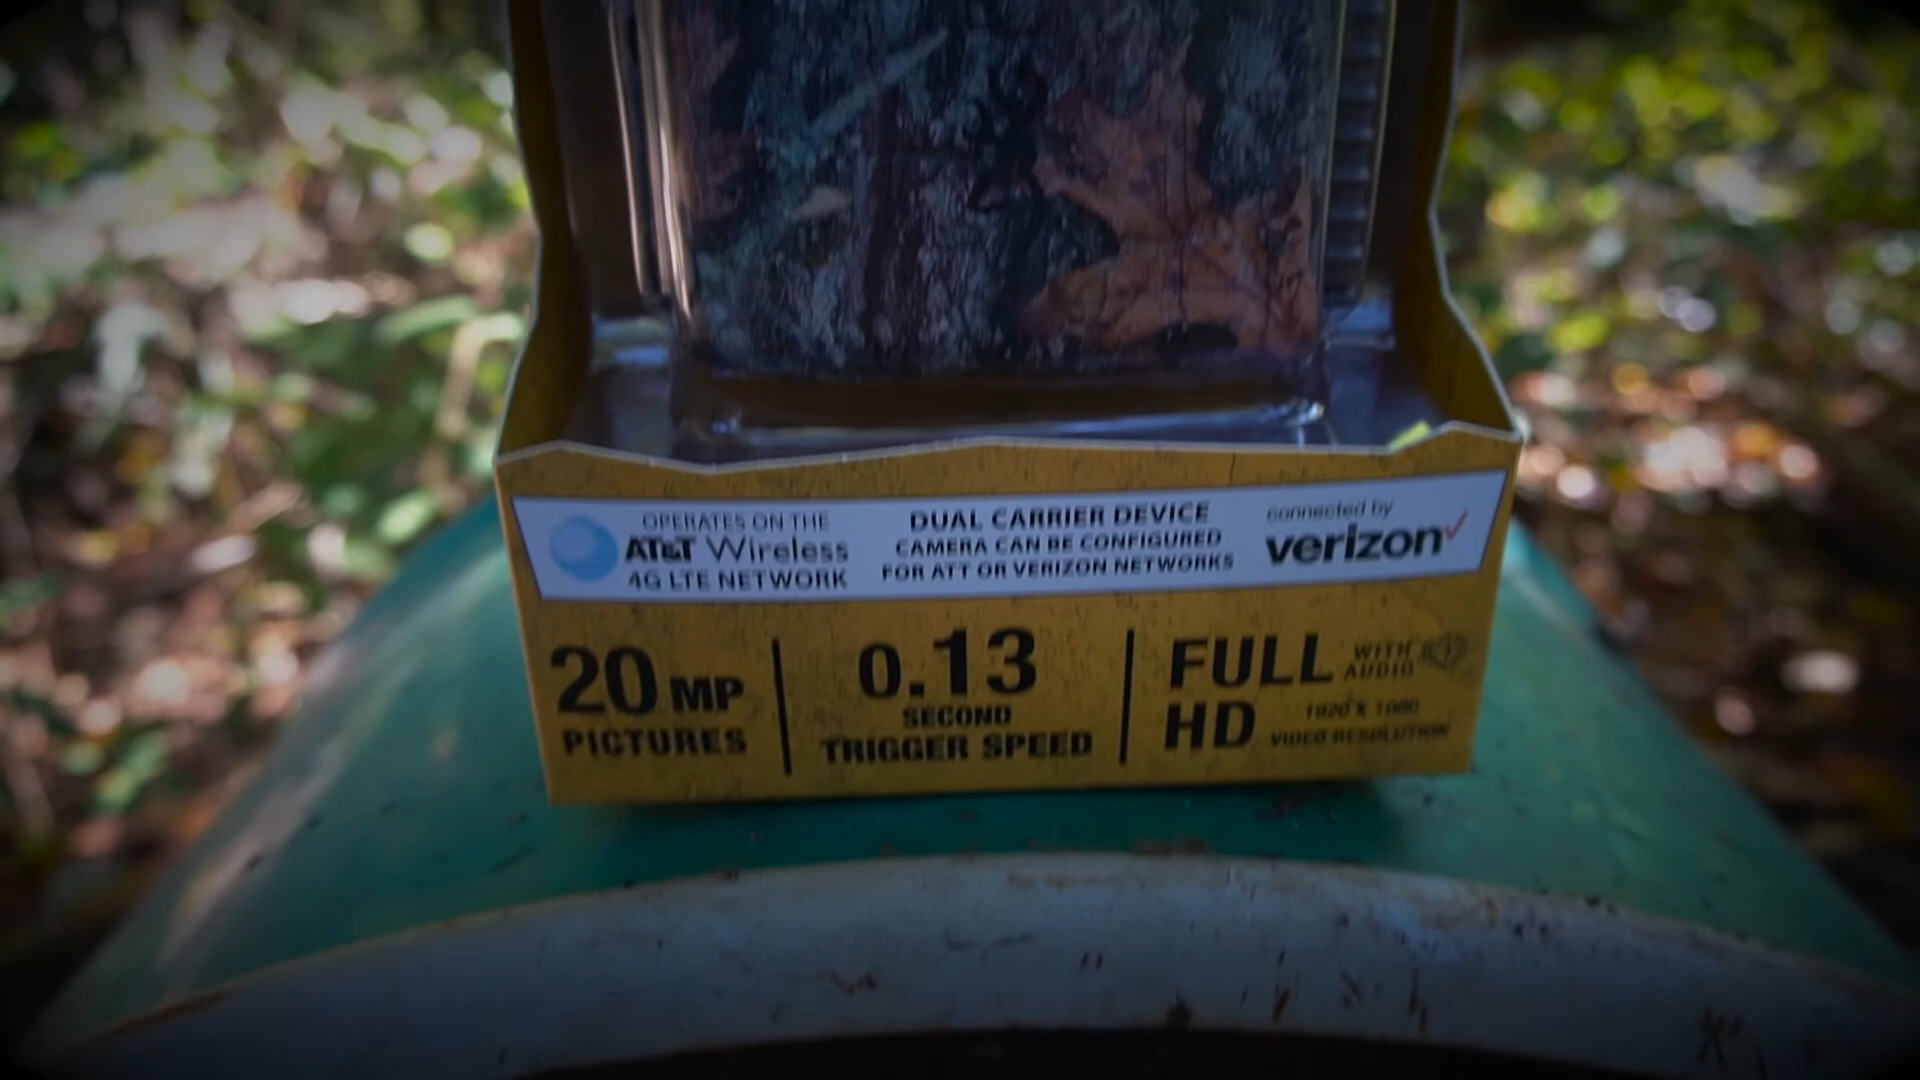 OPERATES ON THE
AT&T Wireless
4G LTE NETWORK
DUAL CARRIER DEVICE
CAMERA CAN BE CONFIGURED
FOR ATT OR VERIZON NETWORKS
connected by
verizon
20 MP
PICTURES
0.13
SECOND
TRIGGER SPEED
FULL
HD
WITH
AUDIO
1920 X 1080
VIDEO RESOLUTION